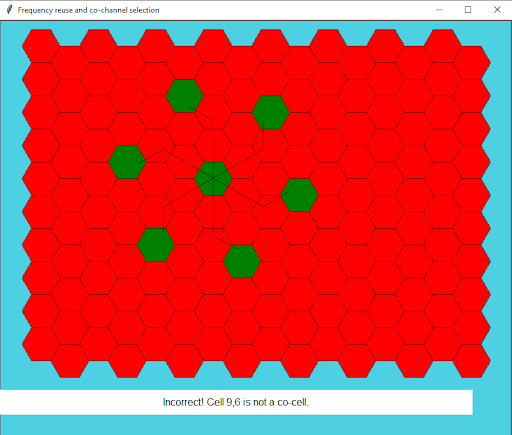 Frequency reuse and co-channel selection
Incorrect! Cell 9,6 is not a co-cell.